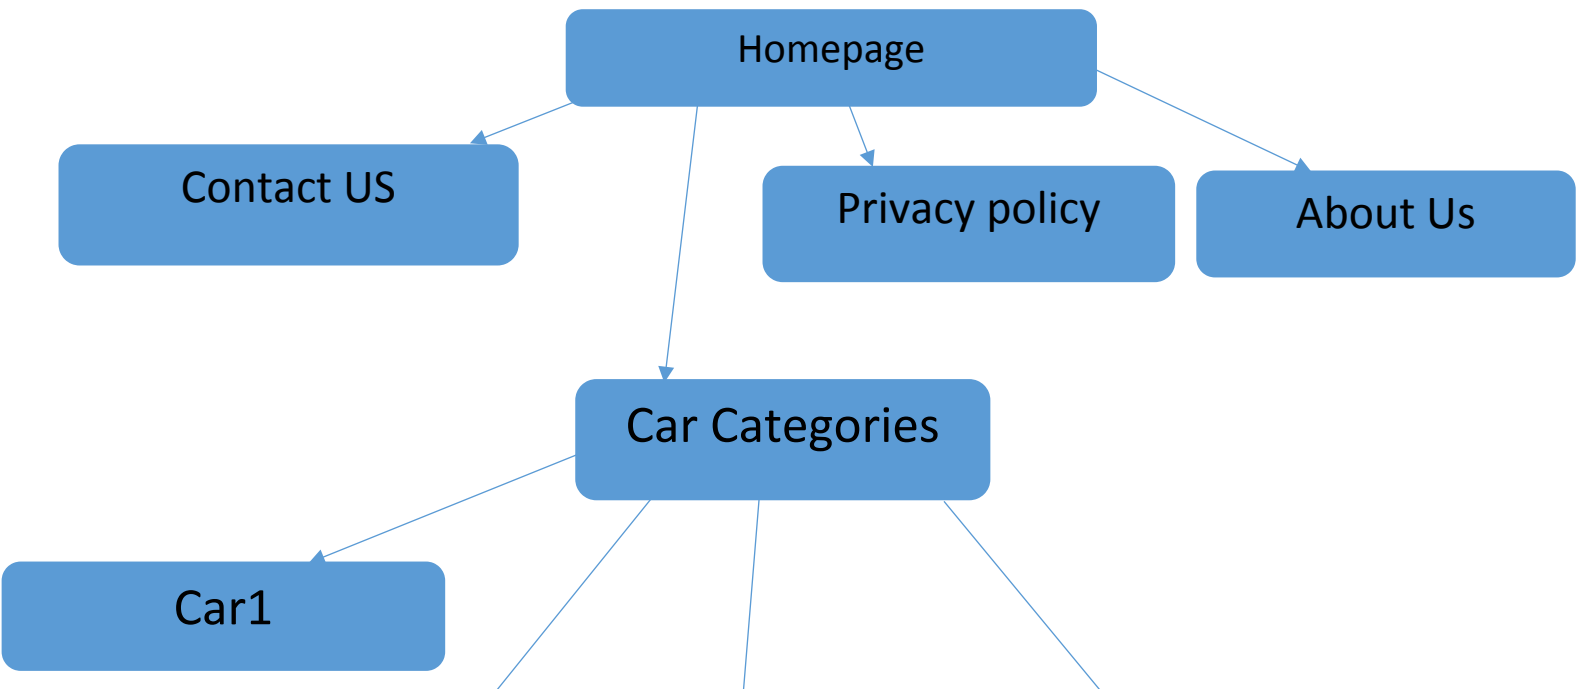 Homepage
Contact US
Privacy policy
About Us
Car Categories
Car1